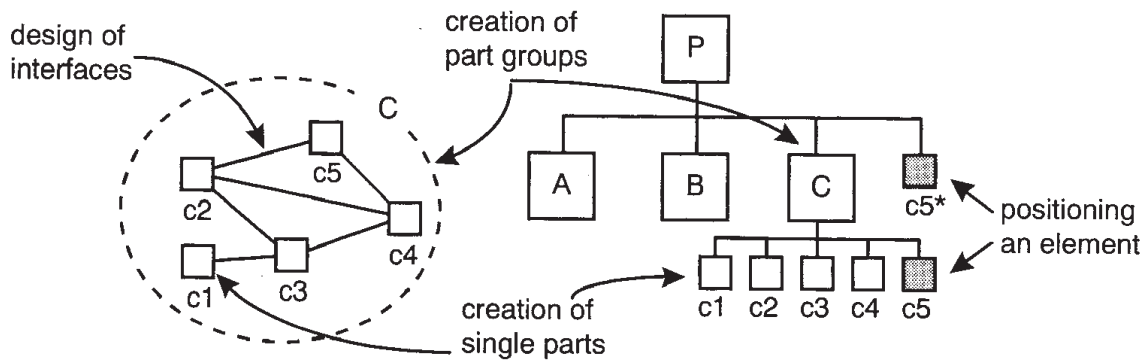 design of
interfaces
creation of
part groups
C
c5
c2
c4
c3
c1
P
A
B
C
c5*
positioning
an element
c1
c2
c3
c4
c5
creation of
single parts